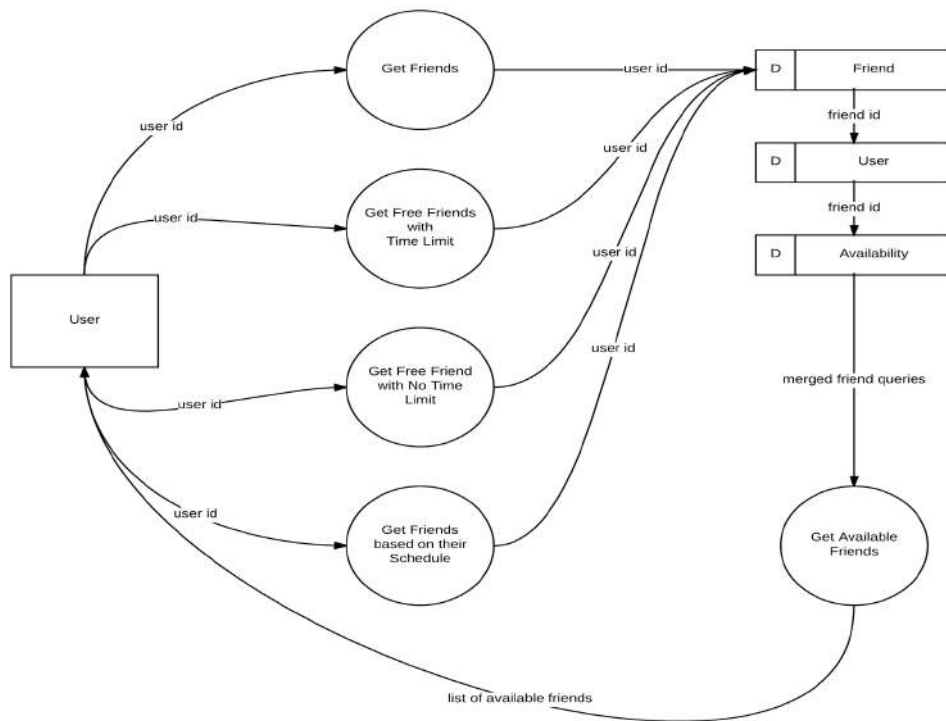 Get Friends
user id
D
Friend
user id
friend id
user id
D
User
user id
Get Free Friends
with
Time Limit
friend id
user id
D
Availability
User
user id
Get Free Friend
with No Time
Limit
merged friend queries
user id
user id
Get Friends
based on their
Schedule
Get Available
Friends
list of available friends